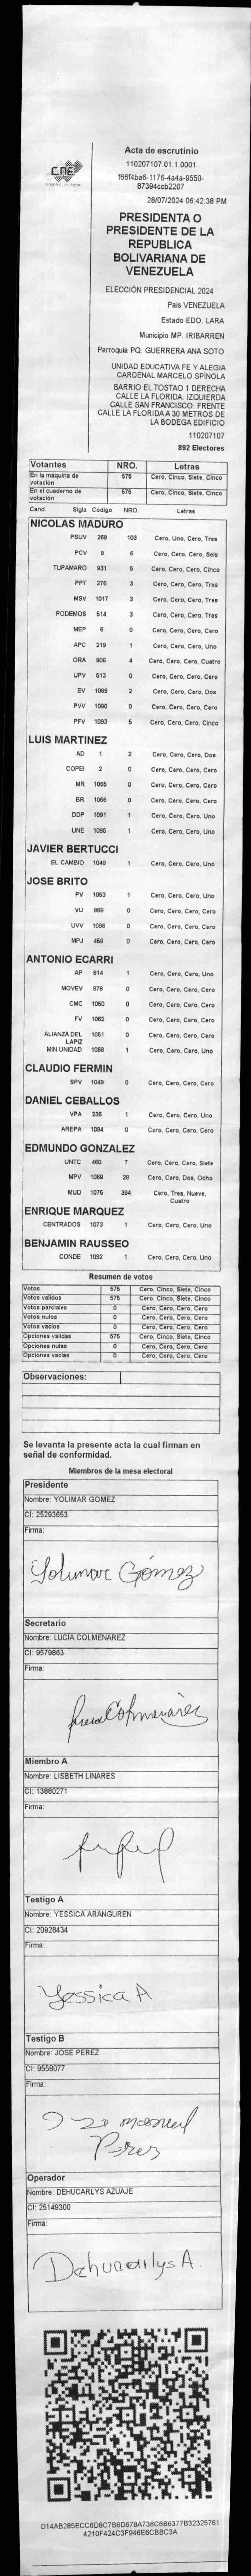 CNE
Acta de escrutinio
110207107.01.1.0001
f66f4ba6-1176-4a4a-9550-
87394ccb2207
28/07/2024 06:42:38 PM
PRESIDENTA O
PRESIDENTE DE LA
REPUBLICA
BOLIVARIANA DE
VENEZUELA
ELECCIÓN PRESIDENCIAL 2024
Pais VENEZUELA
Estado EDO. LARA
Municipio MP. IRIBARREN
Parroquia PQ. GUERRERA ANA SOTO
UNIDAD EDUCATIVA FE Y ALEGIA
CARDENAL MARCELO SPINOLA
BARRIO EL TOSTAO 1 DERECHA
CALLE LA FLORIDA. IZQUIERDA
CALLE SAN FRANCISCO. FRENTE
CALLE LA FLORIDA A 30 METROS DE
LA BODEGA EDIFICIO
110207107
892 Electores
Votantes NRO. Letras
En la máquina de votación 575 Cero, Cinco, Siete, Cinco
En el cuaderno de votación 575 Cero, Cinco, Siete, Cinco
Cand. Sigla Código NRO. Letras
NICOLAS MADURO
PSUV 269 103 Cero, Uno, Cero, Tres
PCV 9 6 Cero, Cero, Cero, Seis
TUPAMARO 931 5 Cero, Cero, Cero, Cinco
PPT 276 3 Cero, Cero, Cero, Tres
MSV 1017 3 Cero, Cero, Cero, Tres
PODEMOS 514 3 Cero, Cero, Cero, Tres
MEP 6 0 Cero, Cero, Cero, Cero
APC 219 1 Cero, Cero, Cero, Uno
ORA 906 4 Cero, Cero, Cero, Cuatro
UPV 613 0 Cero, Cero, Cero, Cero
EV 1089 2 Cero, Cero, Cero, Dos
PVV 1090 0 Cero, Cero, Cero, Cero
PFV 1093 5 Cero, Cero, Cero, Cinco
LUIS MARTINEZ
AD 1 2 Cero, Cero, Cero, Dos
COPEI 2 0 Cero, Cero, Cero, Cero
MR 1065 0 Cero, Cero, Cero, Cero
BR 1066 0 Cero, Cero, Cero, Cero
DDP 1091 1 Cero, Cero, Cero, Uno
UNE 1095 1 Cero, Cero, Cero, Uno
JAVIER BERTUCCI
EL CAMBIO 1048 1 Cero, Cero, Cero, Uno
JOSE BRITO
PV 1053 1 Cero, Cero, Cero, Uno
VU 868 0 Cero, Cero, Cero, Cero
UVV 1096 0 Cero, Cero, Cero, Cero
MPJ 469 0 Cero, Cero, Cero, Cero
ANTONIO ECARRI
AP 614 1 Cero, Cero, Cero, Uno
MOVEV 879 0 Cero, Cero, Cero, Cero
CMC 1060 0 Cero, Cero, Cero, Cero
FV 1062 0 Cero, Cero, Cero, Cero
ALIANZA DEL LAPIZ 1051 0 Cero, Cero, Cero, Cero
MIN UNIDAD 1068 1 Cero, Cero, Cero, Uno
CLAUDIO FERMIN
SPV 1049 0 Cero, Cero, Cero, Cero
DANIEL CEBALLOS
VPA 236 1 Cero, Cero, Cero, Uno
AREPA 1094 0 Cero, Cero, Cero, Cero
EDMUNDO GONZALEZ
UNTC 460 7 Cero, Cero, Cero, Siete
MPV 1069 28 Cero, Cero, Dos, Ocho
MUD 1075 394 Cero, Tres, Nueve, Cuatro
ENRIQUE MARQUEZ
CENTRADOS 1073 1 Cero, Cero, Cero, Uno
BENJAMIN RAUSSEO
CONDE 1092 1 Cero, Cero, Cero, Uno
Resumen de votos
Votos 575 Cero, Cinco, Siete, Cinco
Votos validos 575 Cero, Cinco, Siete, Cinco
Votos parciales 0 Cero, Cero, Cero, Cero
Votos nulos 0 Cero, Cero, Cero, Cero
Votos vacios 0 Cero, Cero, Cero, Cero
Opciones validas 575 Cero, Cinco, Siete, Cinco
Opciones nulas 0 Cero, Cero, Cero, Cero
Opciones vacias 0 Cero, Cero, Cero, Cero
Observaciones:
Se levanta la presente acta la cual firman en
señal de conformidad.
Miembros de la mesa electoral
Presidente
Nombre: YOLIMAR GOMEZ
CI: 25293653
Firma:
Yolimar Gómez
Secretario
Nombre: LUCIA COLMENAREZ
CI: 9579863
Firma:
Lucia Colmenárez
Miembro A
Nombre: LISBETH LINARES
CI: 13880271
Firma:
Testigo A
Nombre: YESSICA ARANGUREN
CI: 20928434
Firma:
Yessica A
Testigo B
Nombre: JOSE PEREZ
CI: 9558077
Firma:
Jose manuel
Perez
Operador
Nombre: DEHUCARLYS AZUAJE
CI: 25149300
Firma:
Dehucarlys A.
D14AB285ECC6D8C7B6D678A736C6B6377B32325761
4210F424C3F946E6CBBC3A